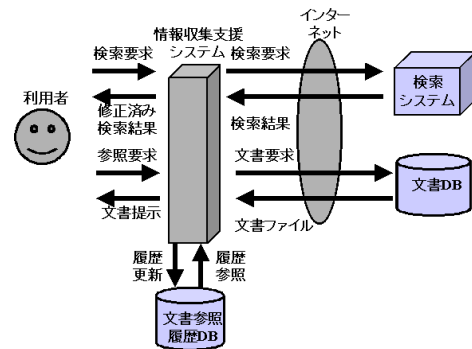 情報収集支援
システム
インター
ネット
検索要求
検索要求
検索
システム
利用者
修正済み
検索結果
検索結果
参照要求
文書要求
文書DB
文書提示
文書ファイル
履歴
更新
履歴
参照
文書参照
履歴DB